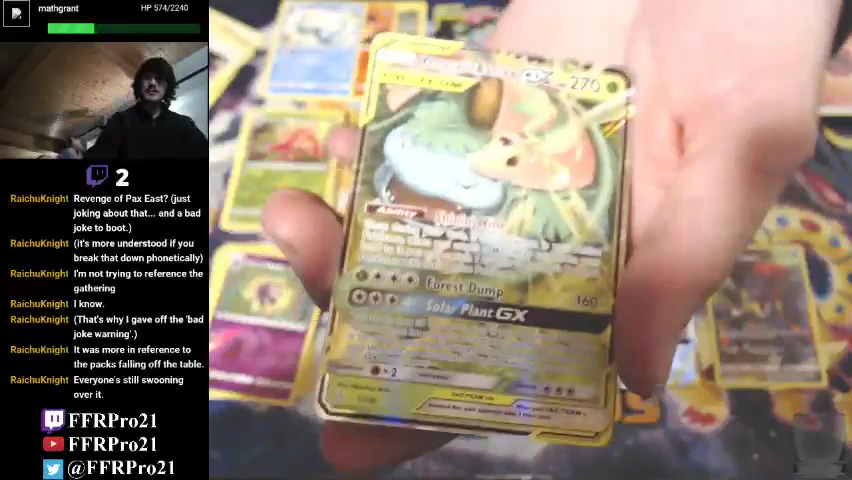 mathgrant
HP 574/2240
2
RaichuKnight Revenge of Pax East? (just
joking about that... and a bad
joke to boot.)
RaichuKnight (it's more understood if you
break that down phonetically)
RaichuKnight I'm not trying to reference the
gathering
RaichuKnight I know.
RaichuKnight (That's why I gave off the 'bad
joke warning'.)
RaichuKnight It was more in reference to
the packs falling off the table.
RaichuKnight Everyone's still swooning
over it.
FFRPro21
FFRPro21
@FFRPro21
270
Ability
Forest Dump 160
Solar Plant GX
×2